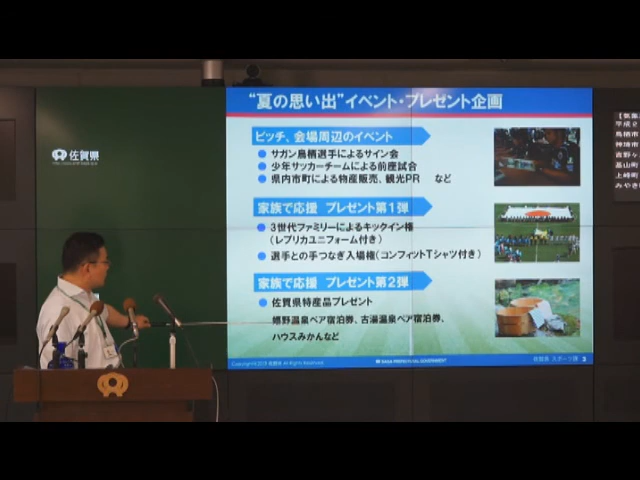 佐賀県
"夏の思い出"イベント・プレゼント企画
ピッチ、会場周辺のイベント
● サガン鳥栖選手によるサイン会
● 少年サッカーチームによる前座試合
● 県内市町による物産販売、観光PR など
家族で応援 プレゼント第1弾
● 3世代ファミリーによるキックイン権
(レプリカユニフォーム付き)
● 選手との手つなぎ入場権(コンフィットTシャツ付き)
家族で応援 プレゼント第2弾
● 佐賀県特産品プレゼント
嬉野温泉ペア宿泊券、古湯温泉ペア宿泊券、
ハウスみかんなど
SAGA PREFECTURAL GOVERNMENT
佐賀県 スポーツ課 3
平成2
鳥栖市
神埼市
吉野ヶ
基山町
上峰町
みやき